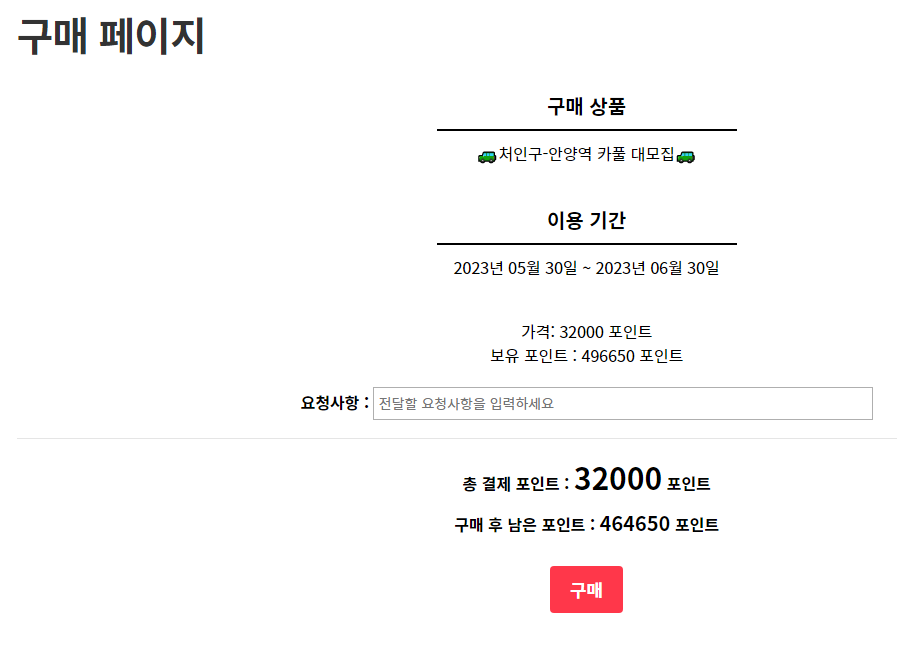 구매 페이지
구매 상품
🚙처인구-안양역 카풀 대모집🚙
이용 기간
2023년 05월 30일 ~ 2023년 06월 30일
가격: 32000 포인트
보유 포인트 : 496650 포인트
요청사항 : 전달할 요청사항을 입력하세요
총 결제 포인트 : 32000 포인트
구매 후 남은 포인트 : 464650 포인트
구매